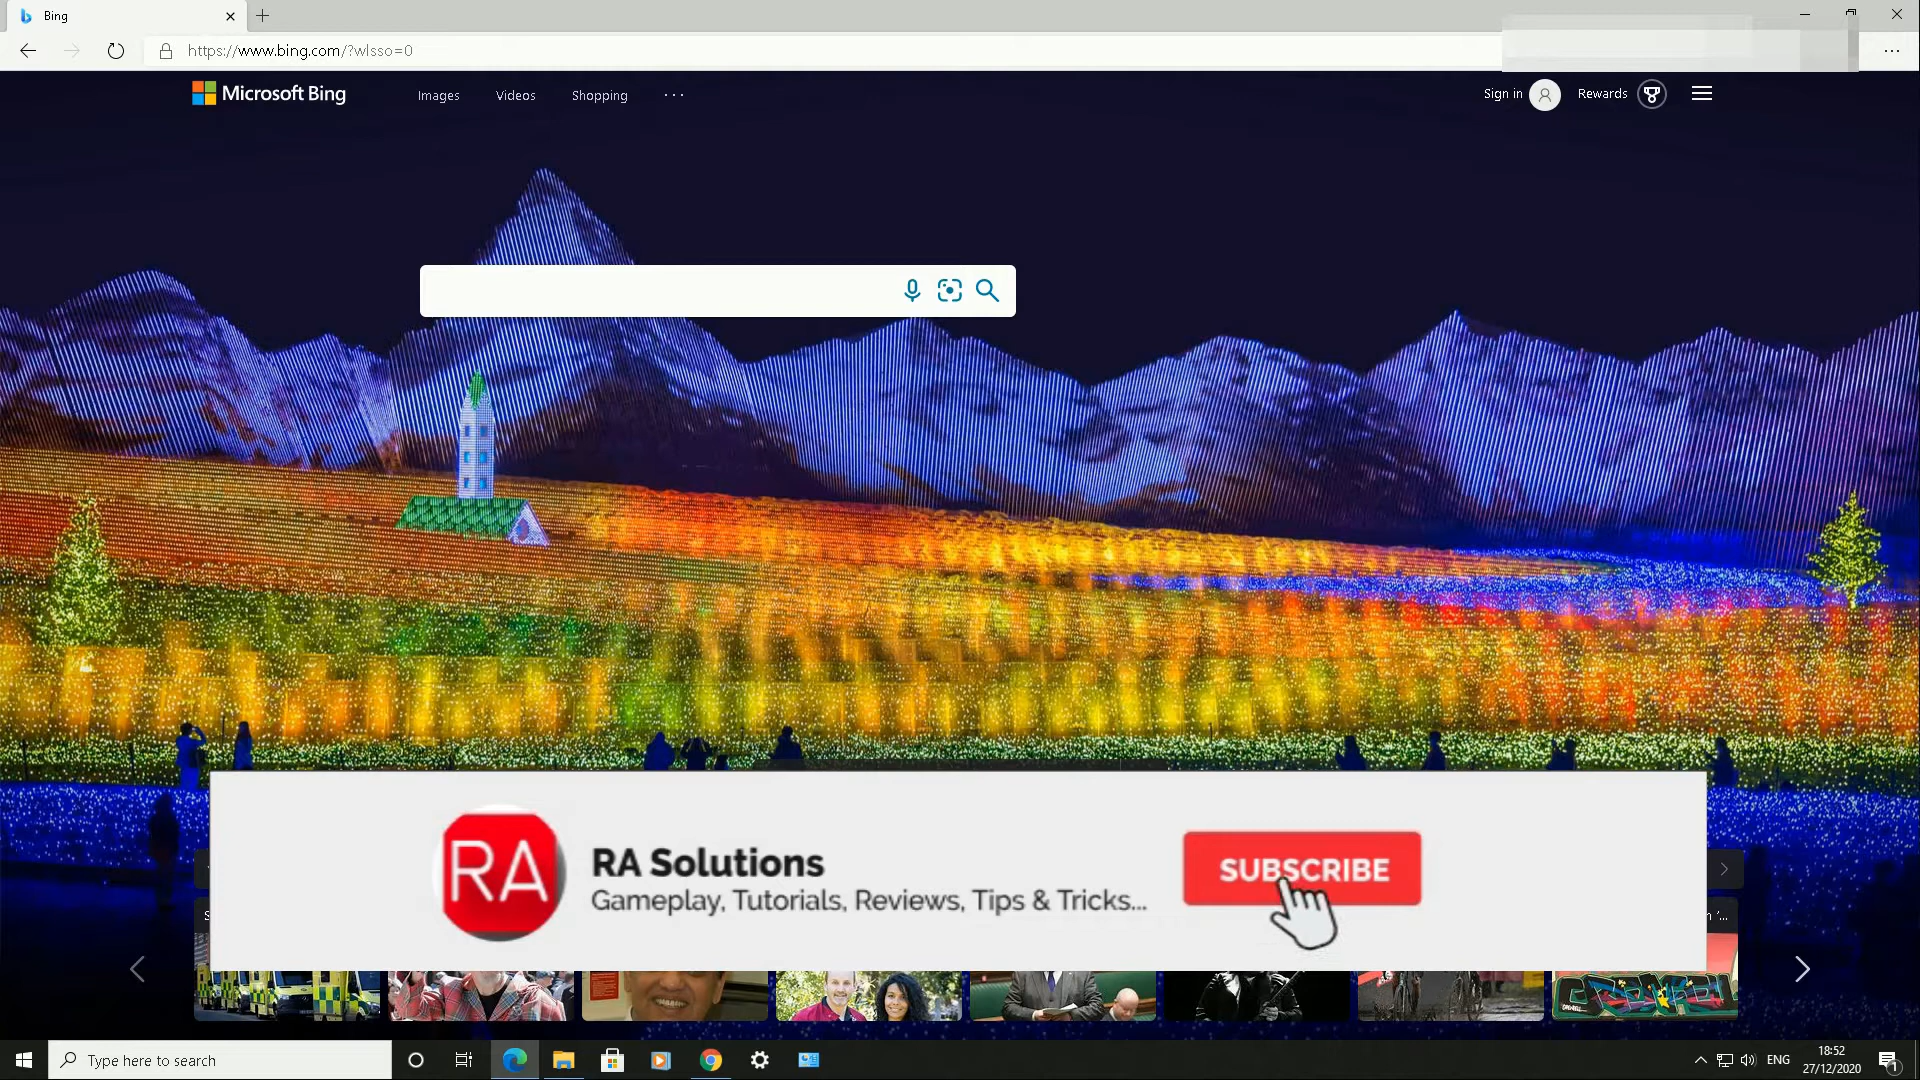 Bing
https://www.bing.com/?wlsso=0
Microsoft Bing
Images
Videos
Shopping
Sign in
Rewards
RA
RA Solutions
Gameplay, Tutorials, Reviews, Tips & Tricks...
SUBSCRIBE
Type here to search
ENG
18:52
27/12/2020
1